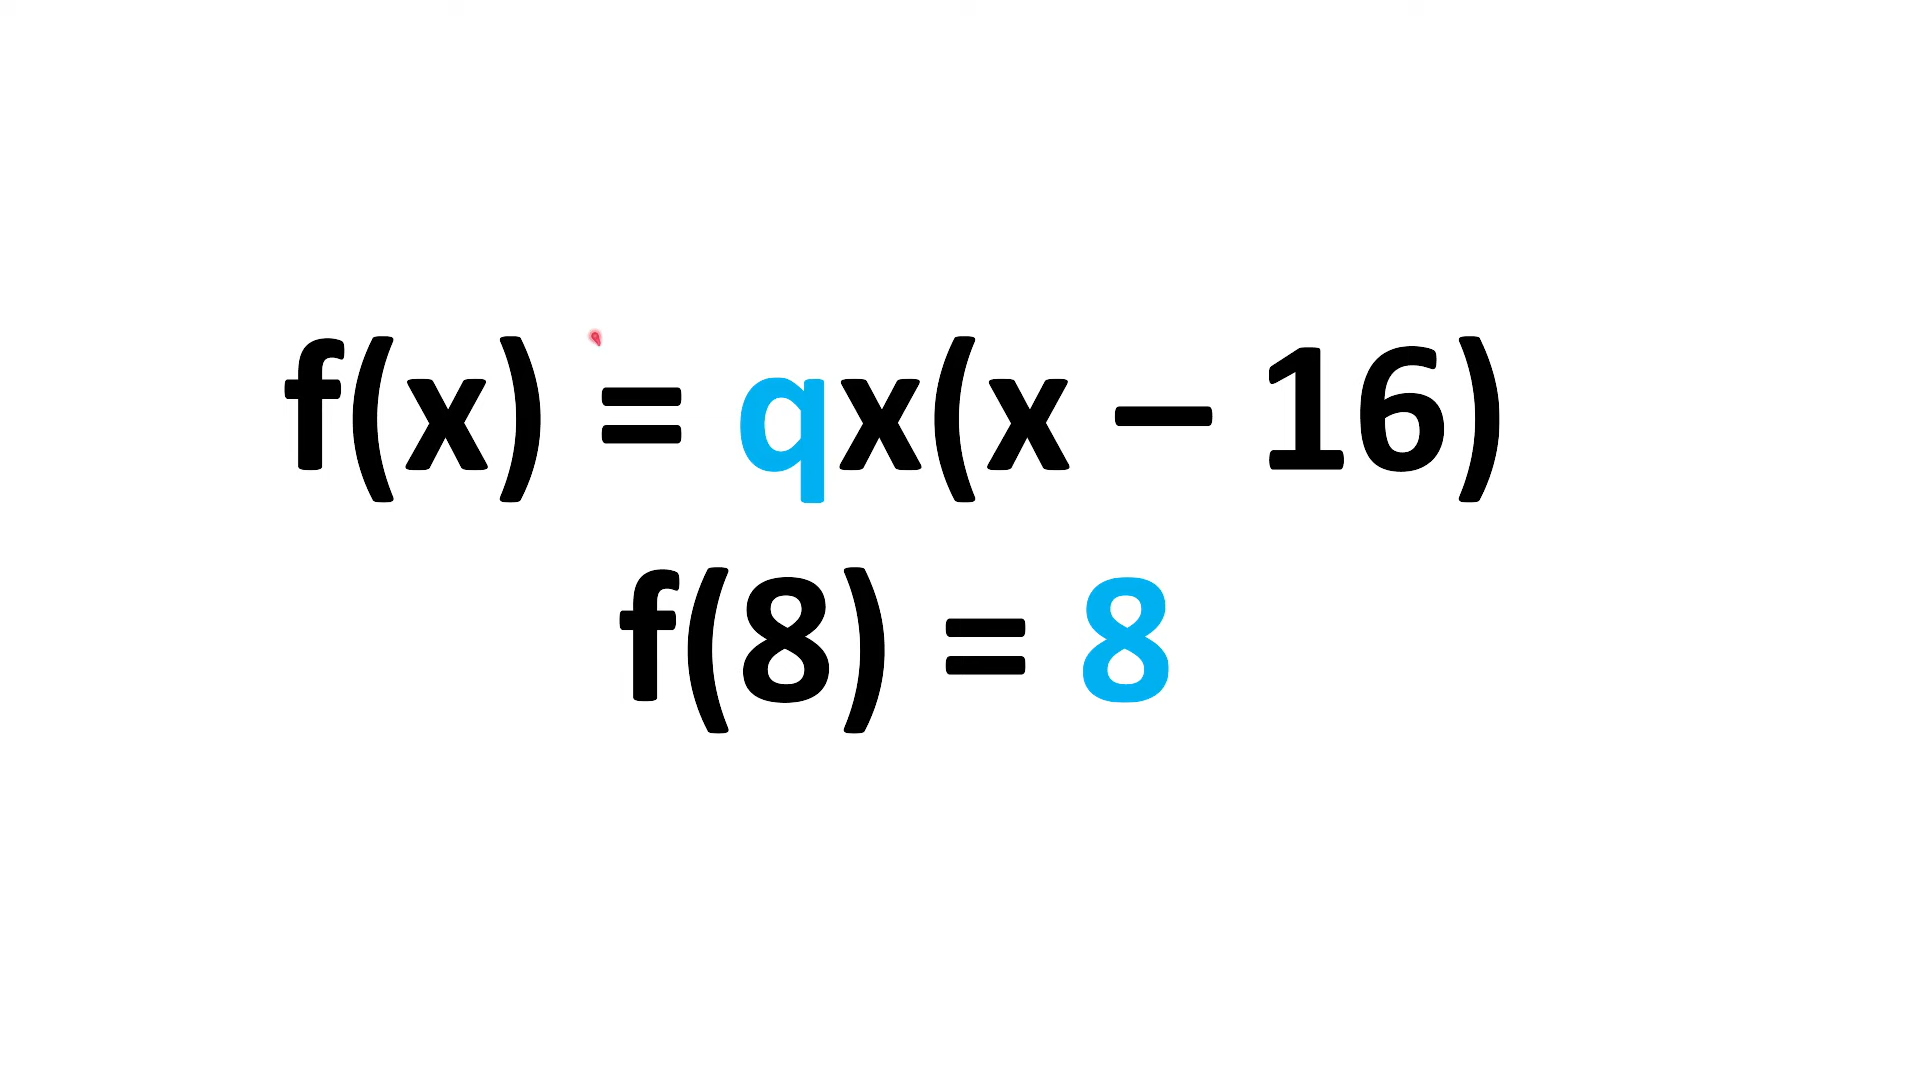 f(x) = qx(x – 16)
f(8) = 8